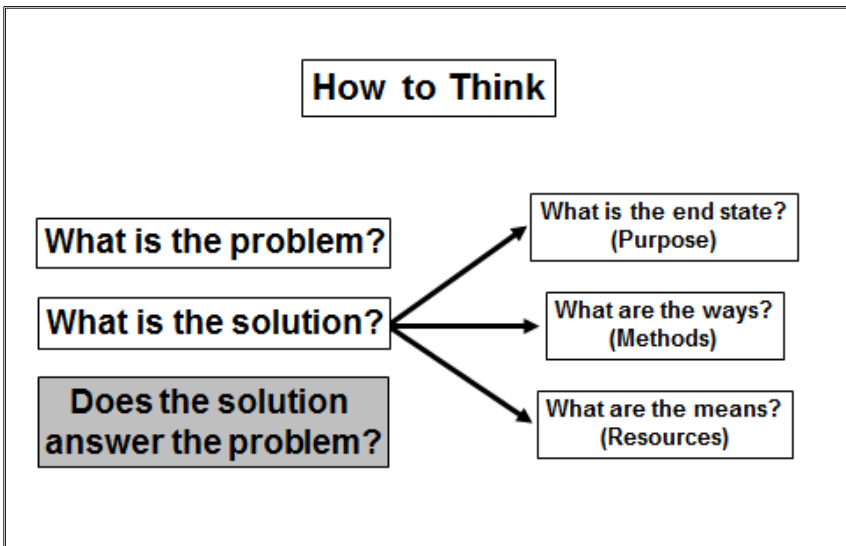 How to Think
What is the problem?
What is the solution?
Does the solution
answer the problem?
What is the end state?
(Purpose)
What are the ways?
(Methods)
What are the means?
(Resources)